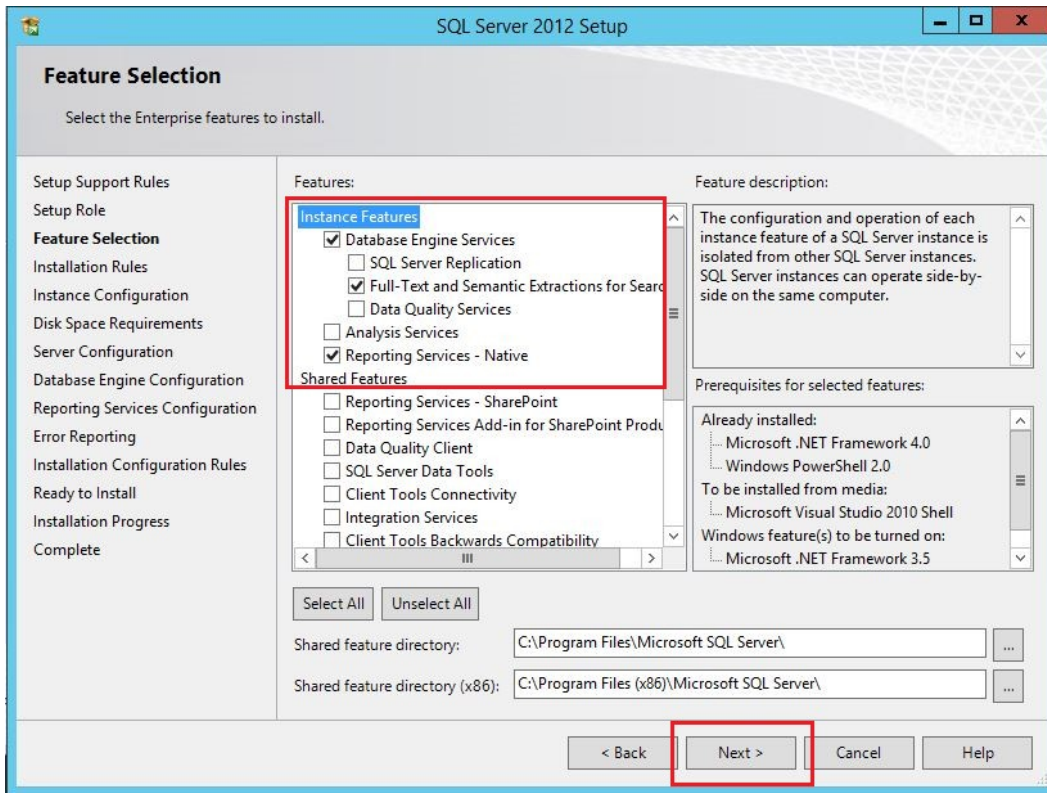 SQL Server 2012 Setup
Feature Selection
Select the Enterprise features to install.
Setup Support Rules
Setup Role
Feature Selection
Installation Rules
Instance Configuration
Disk Space Requirements
Server Configuration
Database Engine Configuration
Reporting Services Configuration
Error Reporting
Installation Configuration Rules
Ready to Install
Installation Progress
Complete
Features:
Instance Features
Database Engine Services
SQL Server Replication
Full-Text and Semantic Extractions for Searc
Data Quality Services
Analysis Services
Reporting Services - Native
Shared Features
Reporting Services - SharePoint
Reporting Services Add-in for SharePoint Produ
Data Quality Client
SQL Server Data Tools
Client Tools Connectivity
Integration Services
Client Tools Backwards Compatibility
Feature description:
The configuration and operation of each
instance feature of a SQL Server instance is
isolated from other SQL Server instances.
SQL Server instances can operate side-by-
side on the same computer.
Prerequisites for selected features:
Already installed:
Microsoft .NET Framework 4.0
Windows PowerShell 2.0
To be installed from media:
Microsoft Visual Studio 2010 Shell
Windows feature(s) to be turned on:
Microsoft .NET Framework 3.5
Select All
Unselect All
Shared feature directory:
C:\Program Files\Microsoft SQL Server\
...
Shared feature directory (x86):
C:\Program Files (x86)\Microsoft SQL Server\
...
< Back
Next >
Cancel
Help